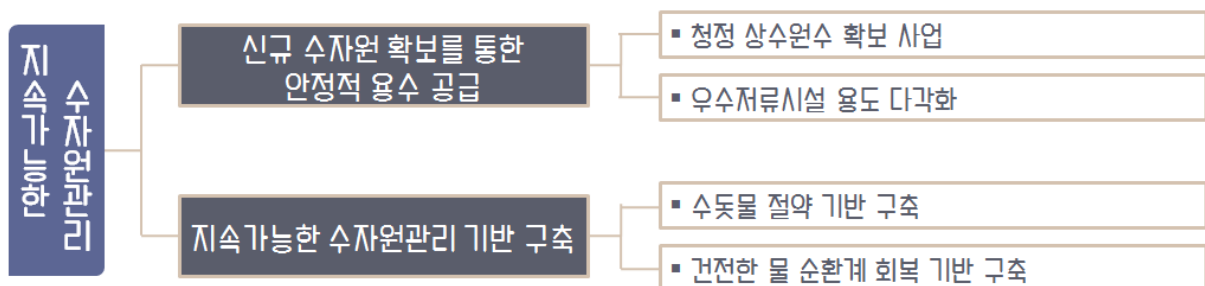 지속가능한
수자원관리
신규 수자원 확보를 통한
안정적 용수 공급
▪ 청정 상수원수 확보 사업
▪ 우수저류시설 용도 다각화
지속가능한 수자원관리 기반 구축
▪ 수돗물 절약 기반 구축
▪ 건전한 물 순환계 회복 기반 구축